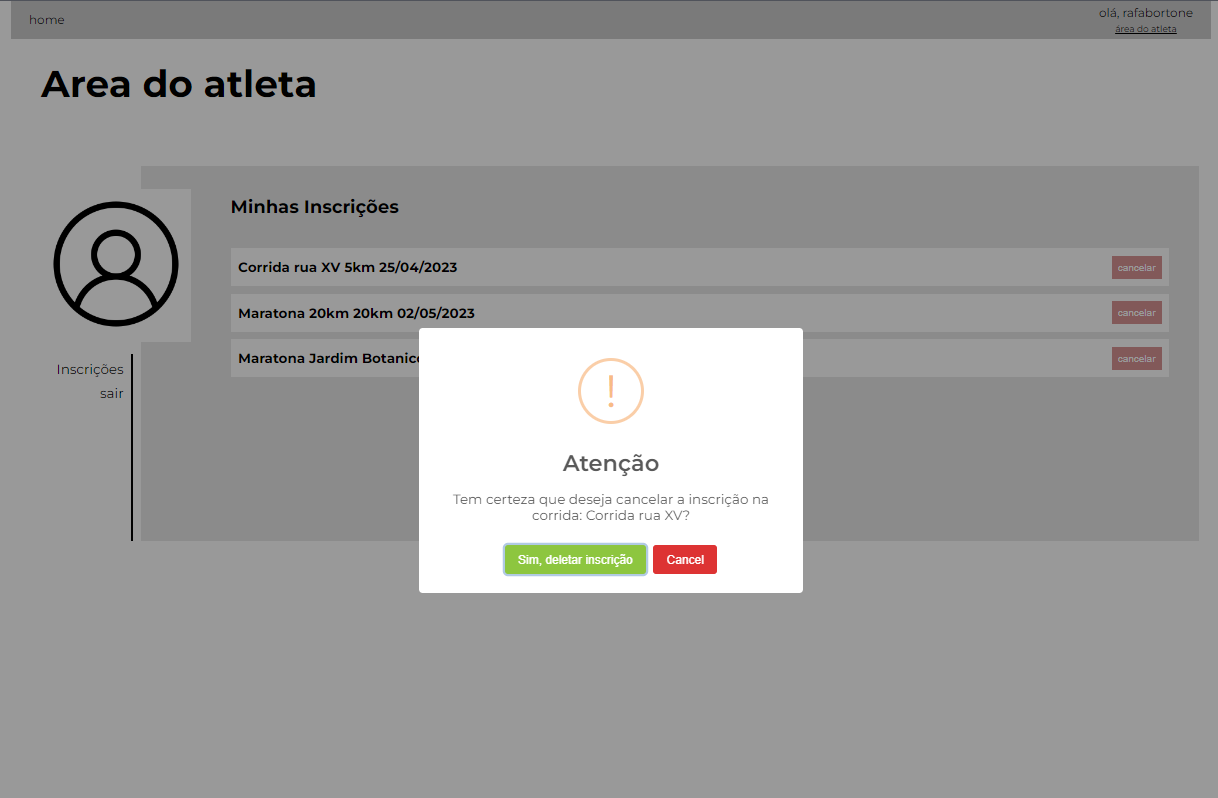 home
olá, rafabortone
área do atleta
Area do atleta
Minhas Inscrições
Corrida rua XV 5km 25/04/2023
cancelar
Maratona 20km 20km 02/05/2023
cancelar
Maratona Jardim Botanico
cancelar
Inscrições
sair
!
Atenção
Tem certeza que deseja cancelar a inscrição na
corrida: Corrida rua XV?
Sim, deletar inscrição
Cancel